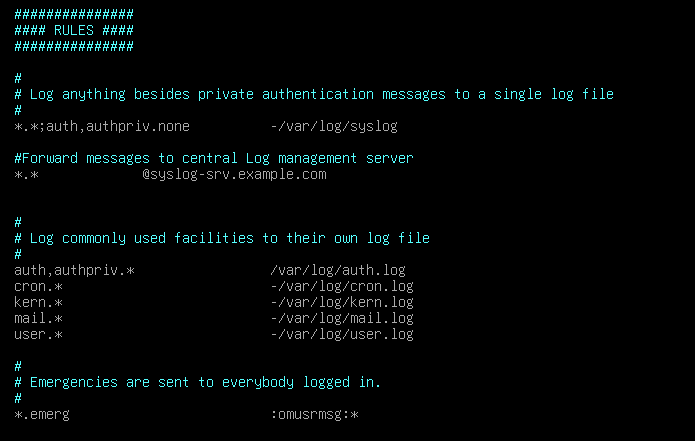 ###############
#### RULES ####
###############
#
# Log anything besides private authentication messages to a single log file
#
*.*;auth,authpriv.none -/var/log/syslog
#Forward messages to central Log management server
*.* @syslog-srv.example.com
#
# Log commonly used facilities to their own log file
#
auth,authpriv.* /var/log/auth.log
cron.* -/var/log/cron.log
kern.* -/var/log/kern.log
mail.* -/var/log/mail.log
user.* -/var/log/user.log
#
# Emergencies are sent to everybody logged in.
#
*.emerg :omusrmsg:*